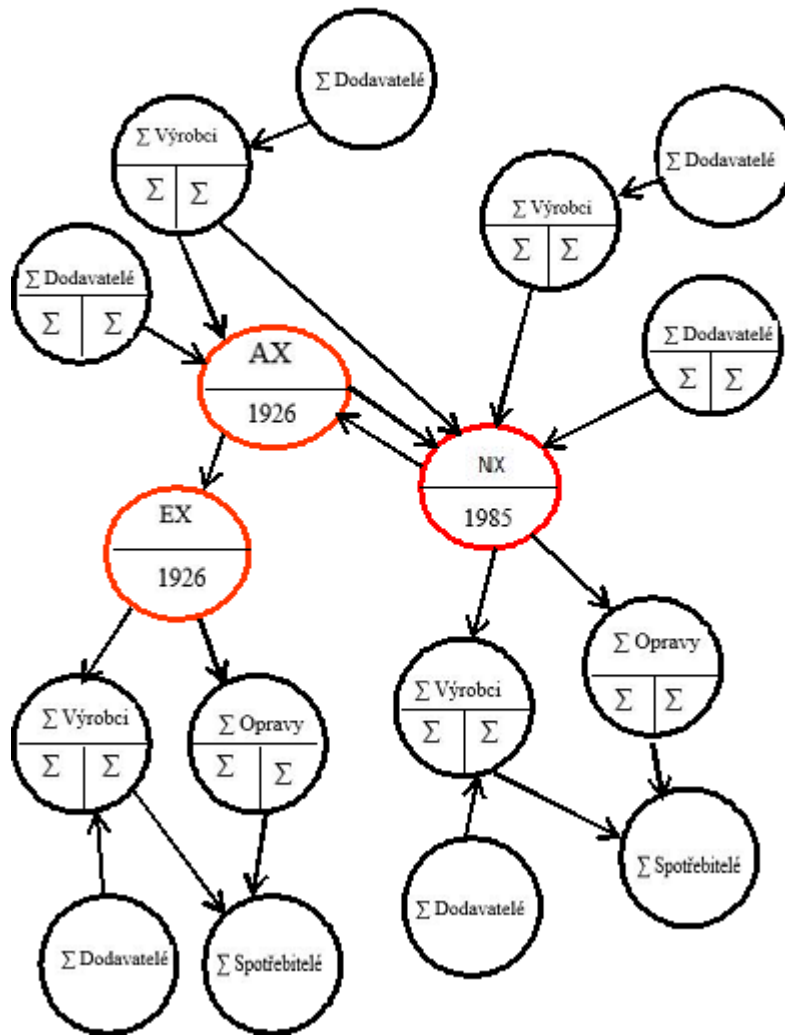 ∑ Dodavatelé
∑ Výrobci
Σ Σ
∑ Dodavatelé
∑ Výrobci
Σ Σ
∑ Dodavatelé
Σ Σ
∑ Dodavatelé
Σ Σ
AX
1926
NX
1985
EX
1926
∑ Opravy
Σ Σ
∑ Výrobci
Σ Σ
∑ Výrobci
Σ Σ
∑ Opravy
Σ Σ
∑ Spotřebitelé
∑ Dodavatelé
∑ Dodavatelé
∑ Spotřebitelé